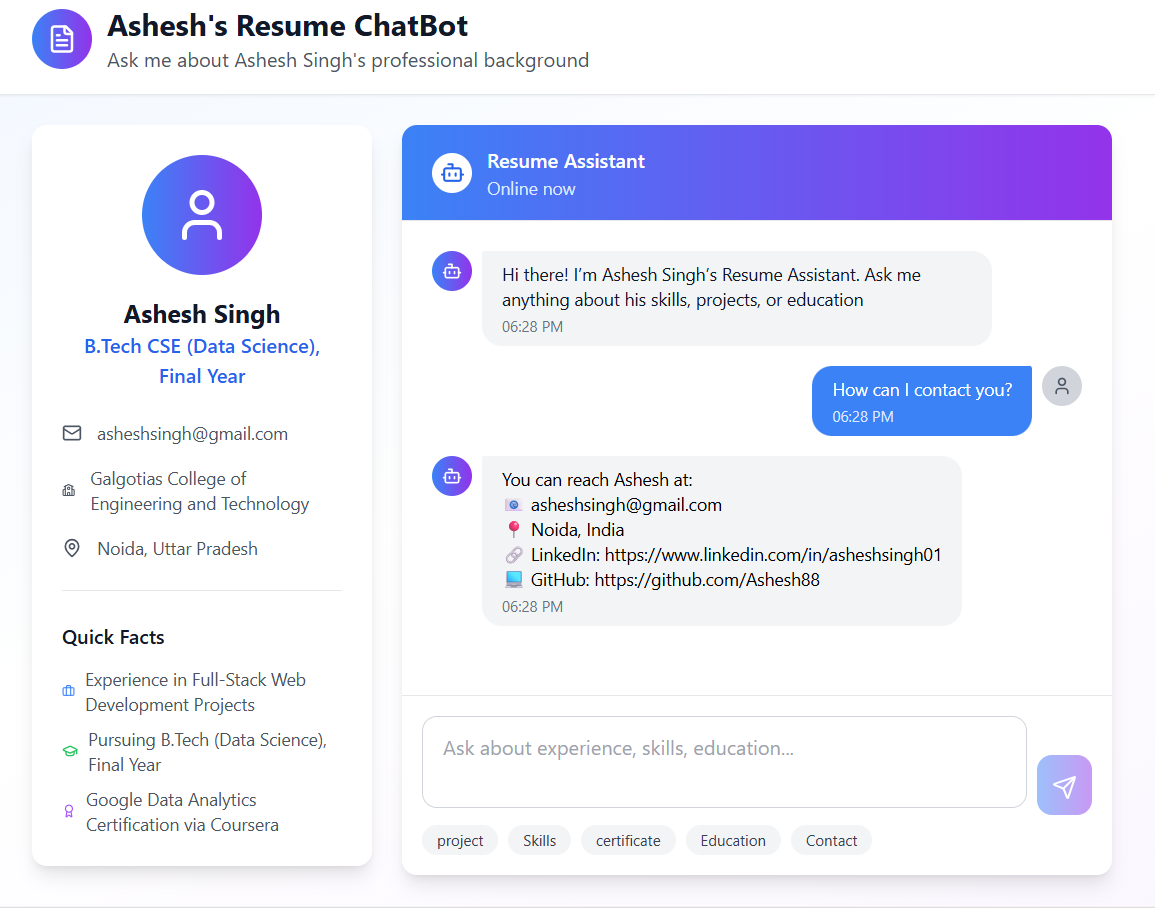 Ashesh's Resume ChatBot
Ask me about Ashesh Singh's professional background
Ashesh Singh
B.Tech CSE (Data Science),
Final Year
asheshsingh@gmail.com
Galgotias College of
Engineering and Technology
Noida, Uttar Pradesh
Quick Facts
Experience in Full-Stack Web
Development Projects
Pursuing B.Tech (Data Science),
Final Year
Google Data Analytics
Certification via Coursera
Resume Assistant
Online now
Hi there! I’m Ashesh Singh’s Resume Assistant. Ask me
anything about his skills, projects, or education
06:28 PM
How can I contact you?
06:28 PM
You can reach Ashesh at:
📧 asheshsingh@gmail.com
📍 Noida, India
🔗 LinkedIn: https://www.linkedin.com/in/asheshsingh01
💻 GitHub: https://github.com/Ashesh88
06:28 PM
Ask about experience, skills, education...
project
Skills
certificate
Education
Contact